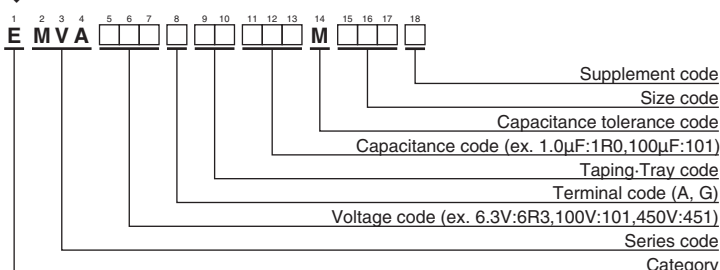 1 2 3 4 5 6 7 8 9 10 11 12 13 14 15 16 17 18
E M V A M
Supplement code
Size code
Capacitance tolerance code
Capacitance code (ex. 1.0μF:1R0,100μF:101)
Taping·Tray code
Terminal code (A, G)
Voltage code (ex. 6.3V:6R3,100V:101,450V:451)
Series code
Category